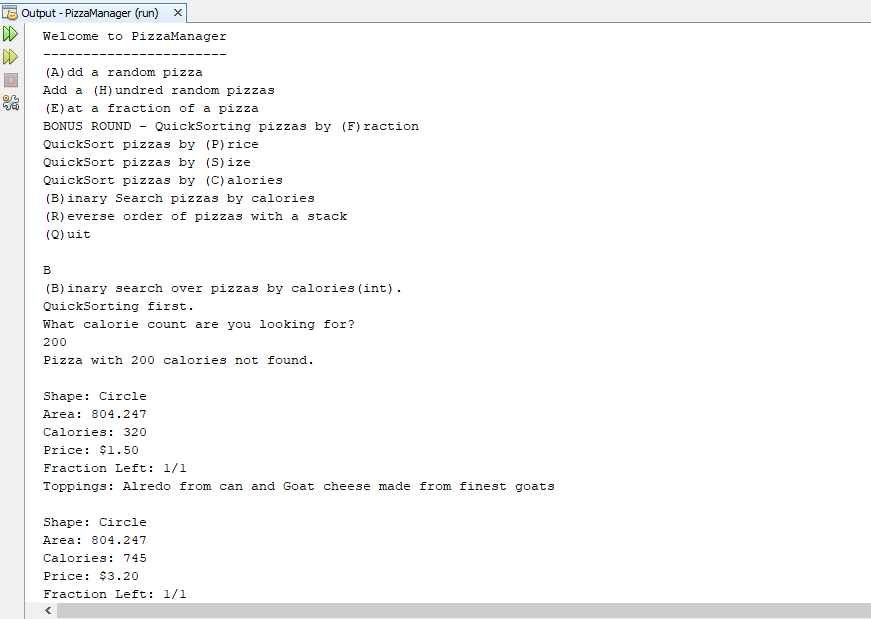 Output - PizzaManager (run)
Welcome to PizzaManager
-----------------------
(A)dd a random pizza
Add a (H)undred random pizzas
(E)at a fraction of a pizza
BONUS ROUND - QuickSorting pizzas by (F)raction
QuickSort pizzas by (P)rice
QuickSort pizzas by (S)ize
QuickSort pizzas by (C)alories
(B)inary Search pizzas by calories
(R)everse order of pizzas with a stack
(Q)uit
B
(B)inary search over pizzas by calories(int).
QuickSorting first.
What calorie count are you looking for?
200
Pizza with 200 calories not found.
Shape: Circle
Area: 804.247
Calories: 320
Price: $1.50
Fraction Left: 1/1
Toppings: Alredo from can and Goat cheese made from finest goats
Shape: Circle
Area: 804.247
Calories: 745
Price: $3.20
Fraction Left: 1/1